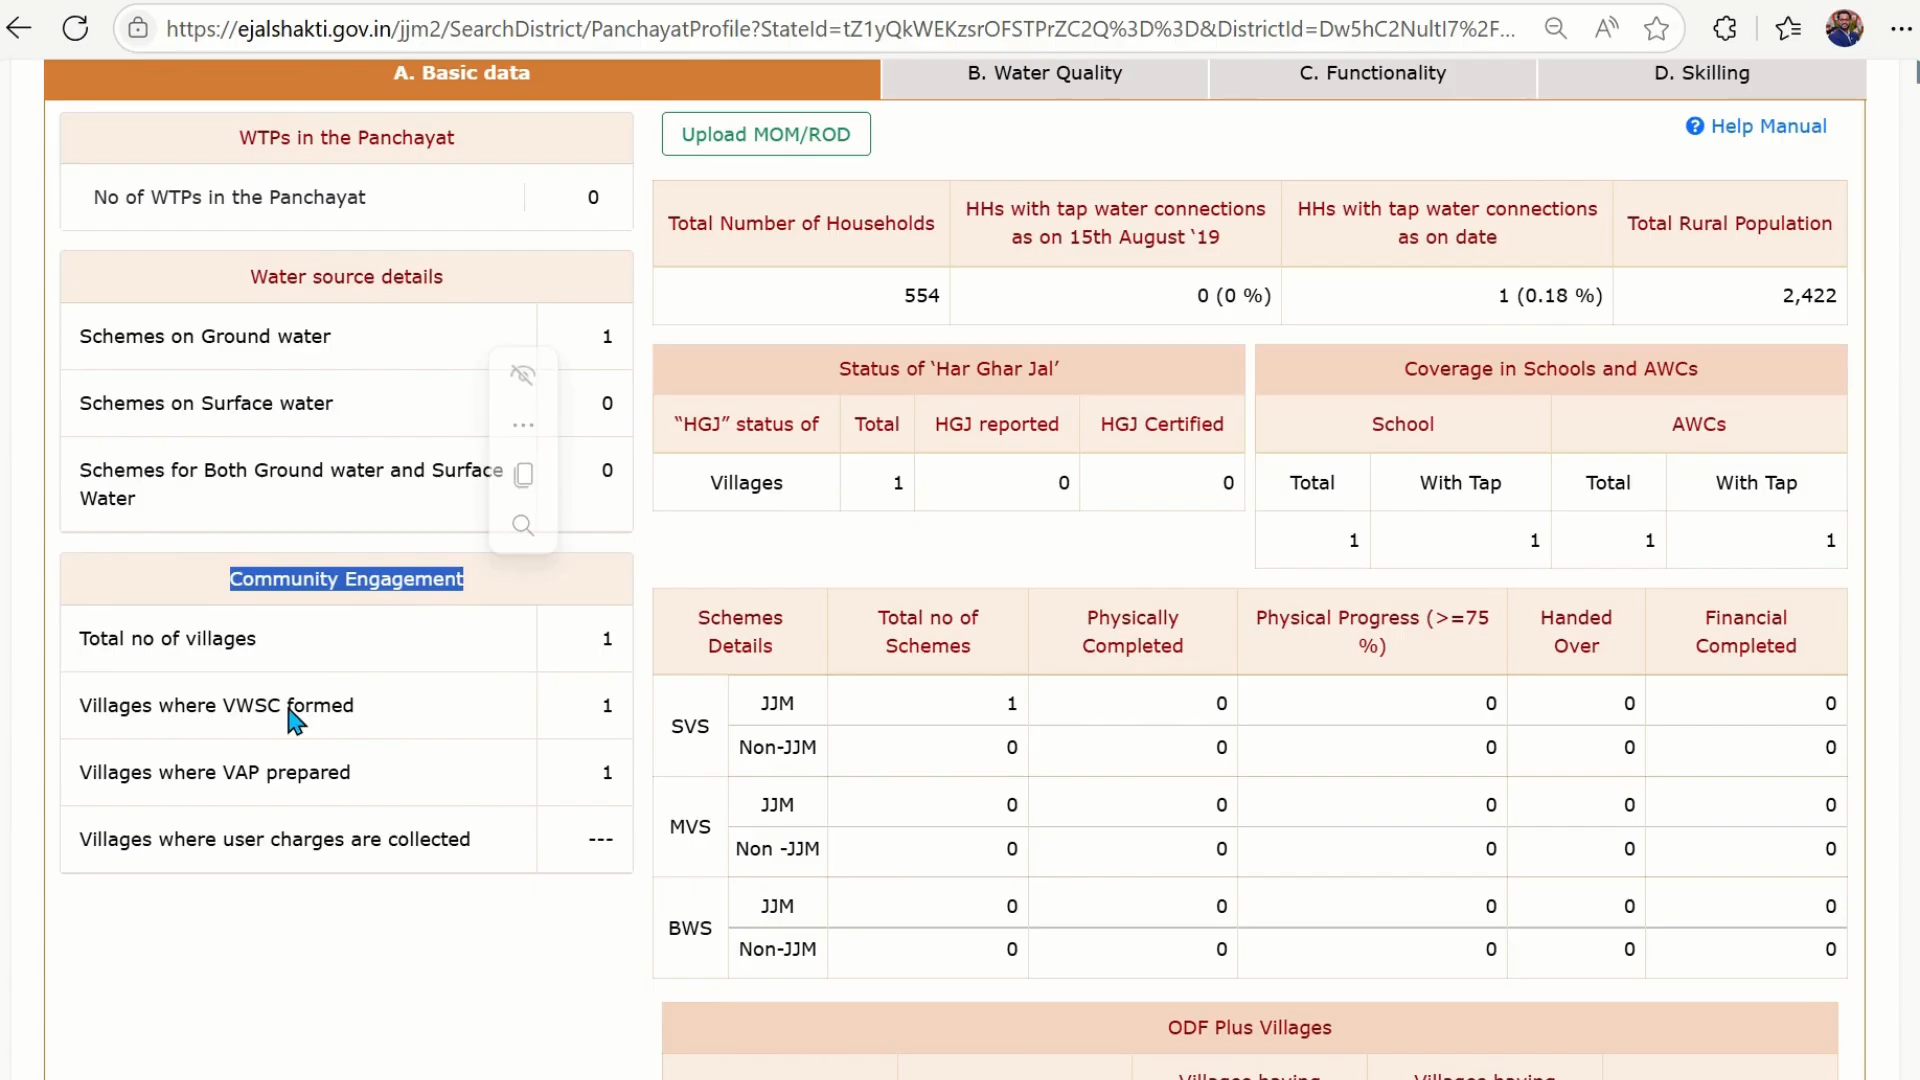 https://ejalshakti.gov.in/jjm2/SearchDistrict/PanchayatProfile?StateId=tZ1yQkWEKzsrOFSTPrZC2Q%3D%3D&DistrictId=Dw5hC2NultI7%2F...
A. Basic data
B. Water Quality
C. Functionality
D. Skilling
WTPs in the Panchayat
No of WTPs in the Panchayat 0
Water source details
Schemes on Ground water 1
Schemes on Surface water 0
Schemes for Both Ground water and Surface 0
Water
Community Engagement
Total no of villages 1
Villages where VWSC formed 1
Villages where VAP prepared 1
Villages where user charges are collected ---
Upload MOM/ROD
Help Manual
Total Number of Households
HHs with tap water connections
as on 15th August ‘19
HHs with tap water connections
as on date
Total Rural Population
554 0 (0 %) 1 (0.18 %) 2,422
Status of ‘Har Ghar Jal’
“HGJ” status of Total HGJ reported HGJ Certified
Villages 1 0 0
Coverage in Schools and AWCs
School AWCs
Total With Tap Total With Tap
1 1 1 1
Schemes
Details
Total no of
Schemes
Physically
Completed
Physical Progress (>=75
%)
Handed
Over
Financial
Completed
SVS
JJM 1 0 0 0 0
Non-JJM 0 0 0 0 0
MVS
JJM 0 0 0 0 0
Non -JJM 0 0 0 0 0
BWS
JJM 0 0 0 0 0
Non-JJM 0 0 0 0 0
ODF Plus Villages
Villages having
Villages having